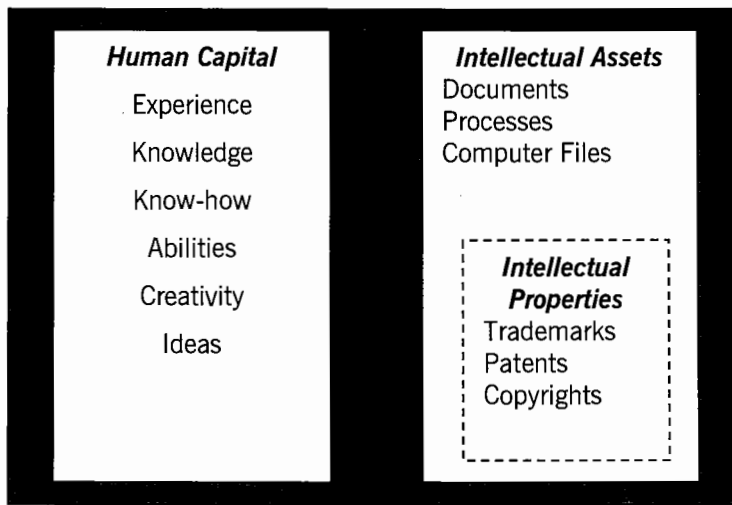 Human Capital
Experience
Knowledge
Know-how
Abilities
Creativity
Ideas
Intellectual Assets
Documents
Processes
Computer Files
Intellectual
Properties
Trademarks
Patents
Copyrights